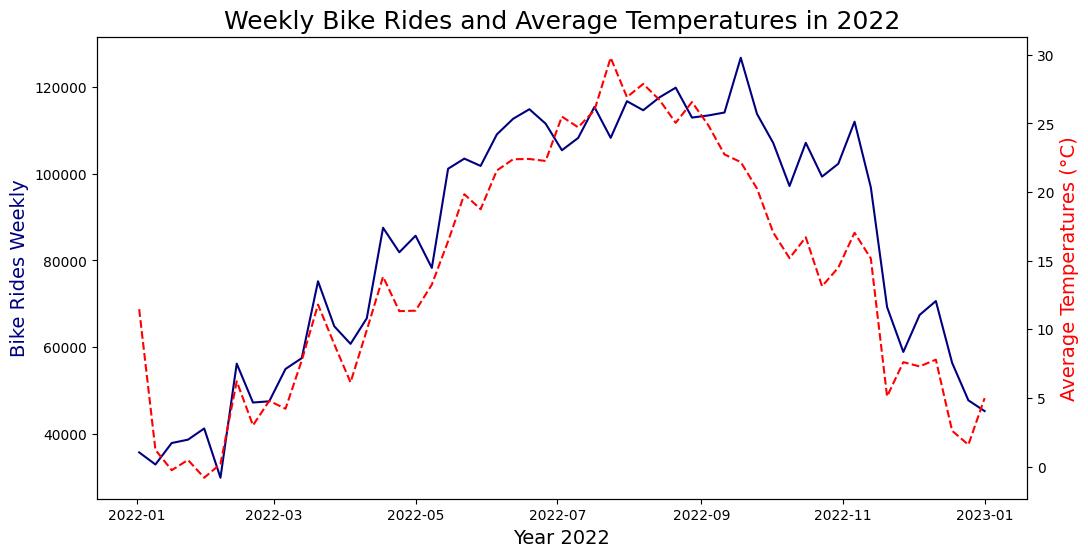 Weekly Bike Rides and Average Temperatures in 2022
Bike Rides Weekly
120000
100000
80000
60000
40000
30
25
20
15
10
5
0
Average Temperatures (°C)
2022-01 2022-03 2022-05 2022-07 2022-09 2022-11 2023-01
Year 2022